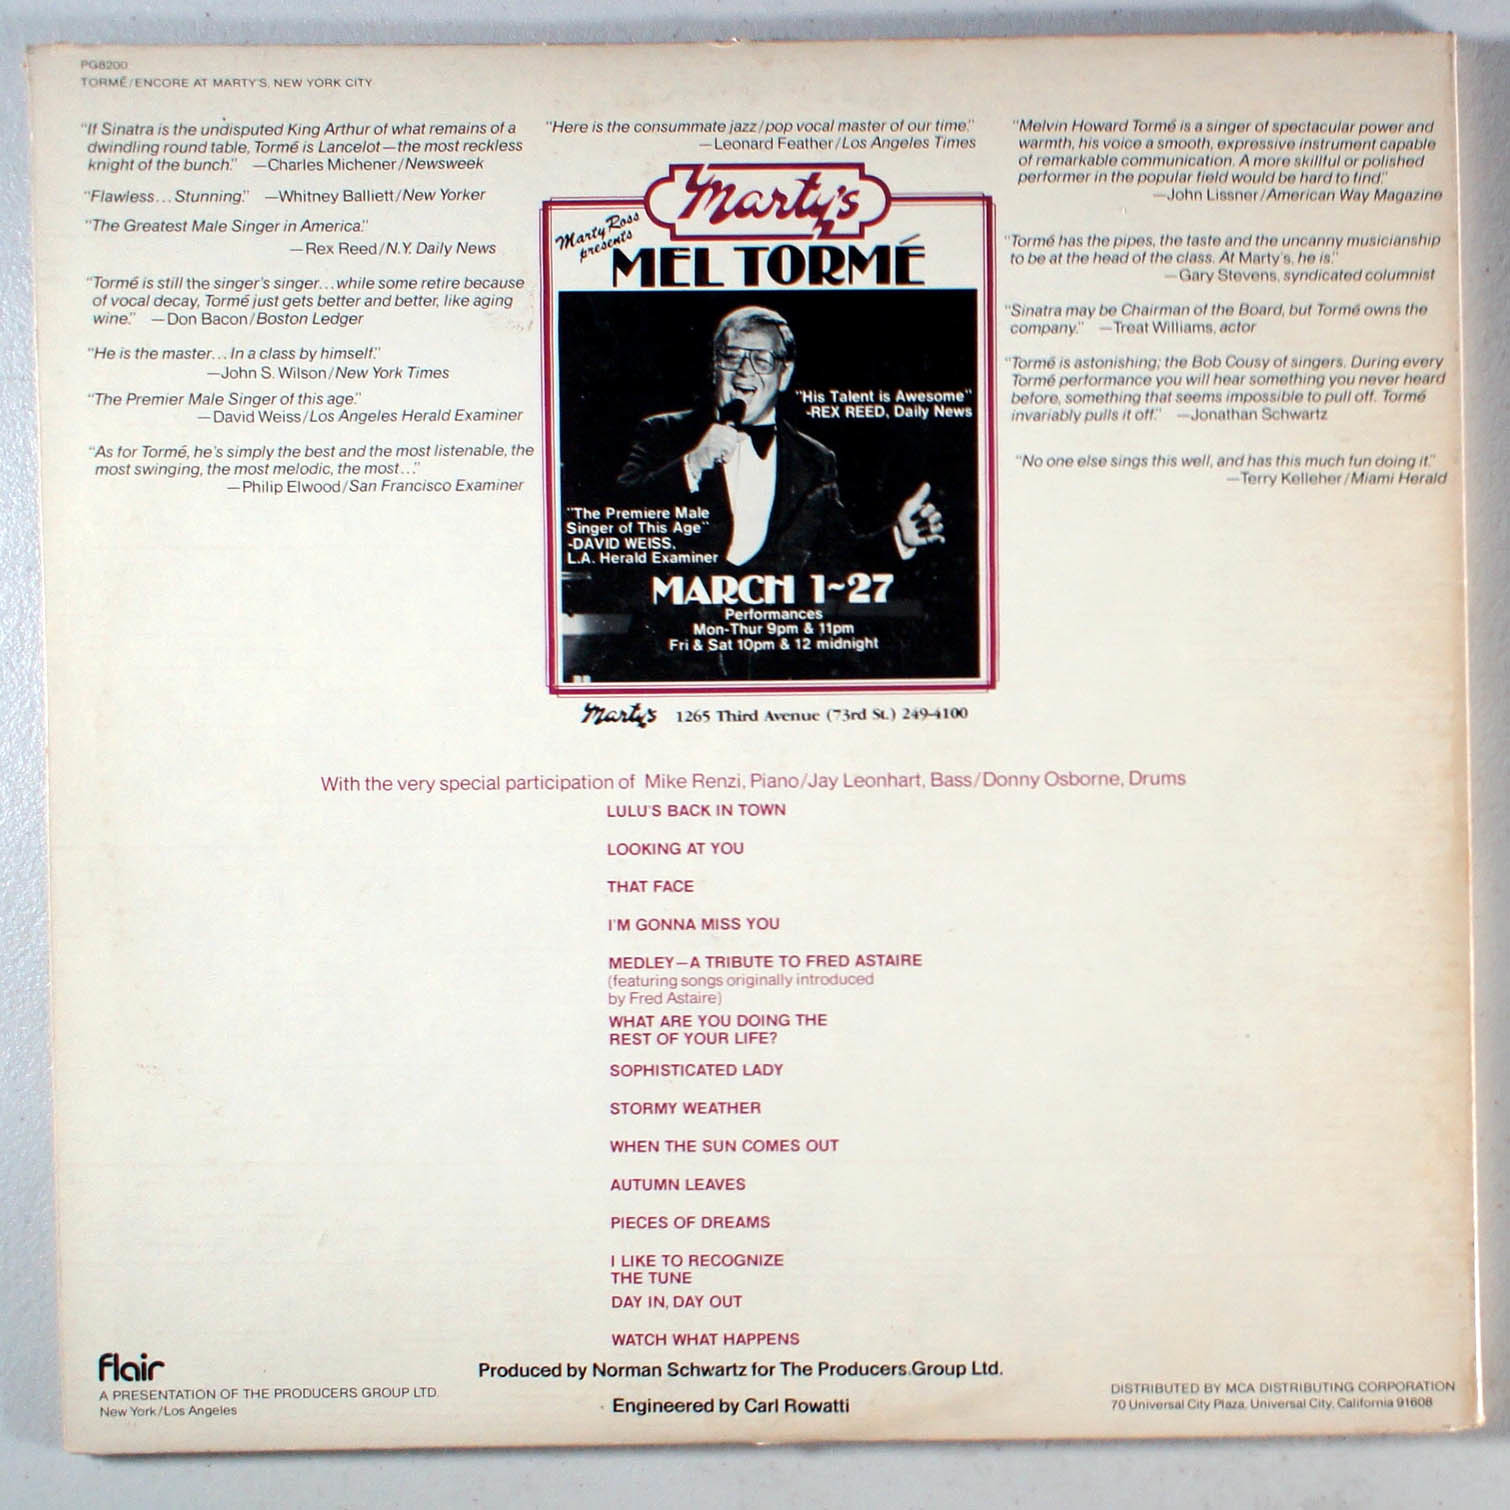 PG8200
TORMÉ/ENCORE AT MARTY'S, NEW YORK CITY
"If Sinatra is the undisputed King Arthur of what remains of a
dwindling round table, Tormé is Lancelot—the most reckless
knight of the bunch." —Charles Michener/Newsweek
"Flawless... Stunning." —Whitney Balliett/New Yorker
"The Greatest Male Singer in America."
—Rex Reed/N.Y. Daily News
"Tormé is still the singer's singer...while some retire because
of vocal decay, Tormé just gets better and better, like aging
wine." —Don Bacon/Boston Ledger
"He is the master... In a class by himself."
—John S. Wilson/New York Times
"The Premier Male Singer of this age."
—David Weiss/Los Angeles Herald Examiner
"As for Tormé, he's simply the best and the most listenable, the
most swinging, the most melodic, the most..."
—Philip Elwood/San Francisco Examiner
"Here is the consummate jazz/pop vocal master of our time."
—Leonard Feather/Los Angeles Times
Marty's
Marty Ross
presents
MEL TORMÉ
"His Talent is Awesome"
-REX REED, Daily News
"The Premiere Male
Singer of This Age"
-DAVID WEISS,
L.A. Herald Examiner
MARCH 1~27
Performances
Mon-Thur 9pm & 11pm
Fri & Sat 10pm & 12 midnight
Marty's 1265 Third Avenue (73rd St.) 249-4100
"Melvin Howard Tormé is a singer of spectacular power and
warmth, his voice a smooth, expressive instrument capable
of remarkable communication. A more skillful or polished
performer in the popular field would be hard to find."
—John Lissner/American Way Magazine
"Tormé has the pipes, the taste and the uncanny musicianship
to be at the head of the class. At Marty's, he is."
—Gary Stevens, syndicated columnist
"Sinatra may be Chairman of the Board, but Tormé owns the
company." —Treat Williams, actor
"Tormé is astonishing; the Bob Cousy of singers. During every
Tormé performance you will hear something you never heard
before, something that seems impossible to pull off. Tormé
invariably pulls it off." —Jonathan Schwartz
"No one else sings this well, and has this much fun doing it."
—Terry Kelleher/Miami Herald
With the very special participation of Mike Renzi, Piano/Jay Leonhart, Bass/Donny Osborne, Drums
LULU'S BACK IN TOWN
LOOKING AT YOU
THAT FACE
I'M GONNA MISS YOU
MEDLEY—A TRIBUTE TO FRED ASTAIRE
(featuring songs originally introduced
by Fred Astaire)
WHAT ARE YOU DOING THE
REST OF YOUR LIFE?
SOPHISTICATED LADY
STORMY WEATHER
WHEN THE SUN COMES OUT
AUTUMN LEAVES
PIECES OF DREAMS
I LIKE TO RECOGNIZE
THE TUNE
DAY IN, DAY OUT
WATCH WHAT HAPPENS
Produced by Norman Schwartz for The Producers Group Ltd.
Engineered by Carl Rowatti
flair
A PRESENTATION OF THE PRODUCERS GROUP LTD.
New York/Los Angeles
DISTRIBUTED BY MCA DISTRIBUTING CORPORATION
70 Universal City Plaza, Universal City, California 91608